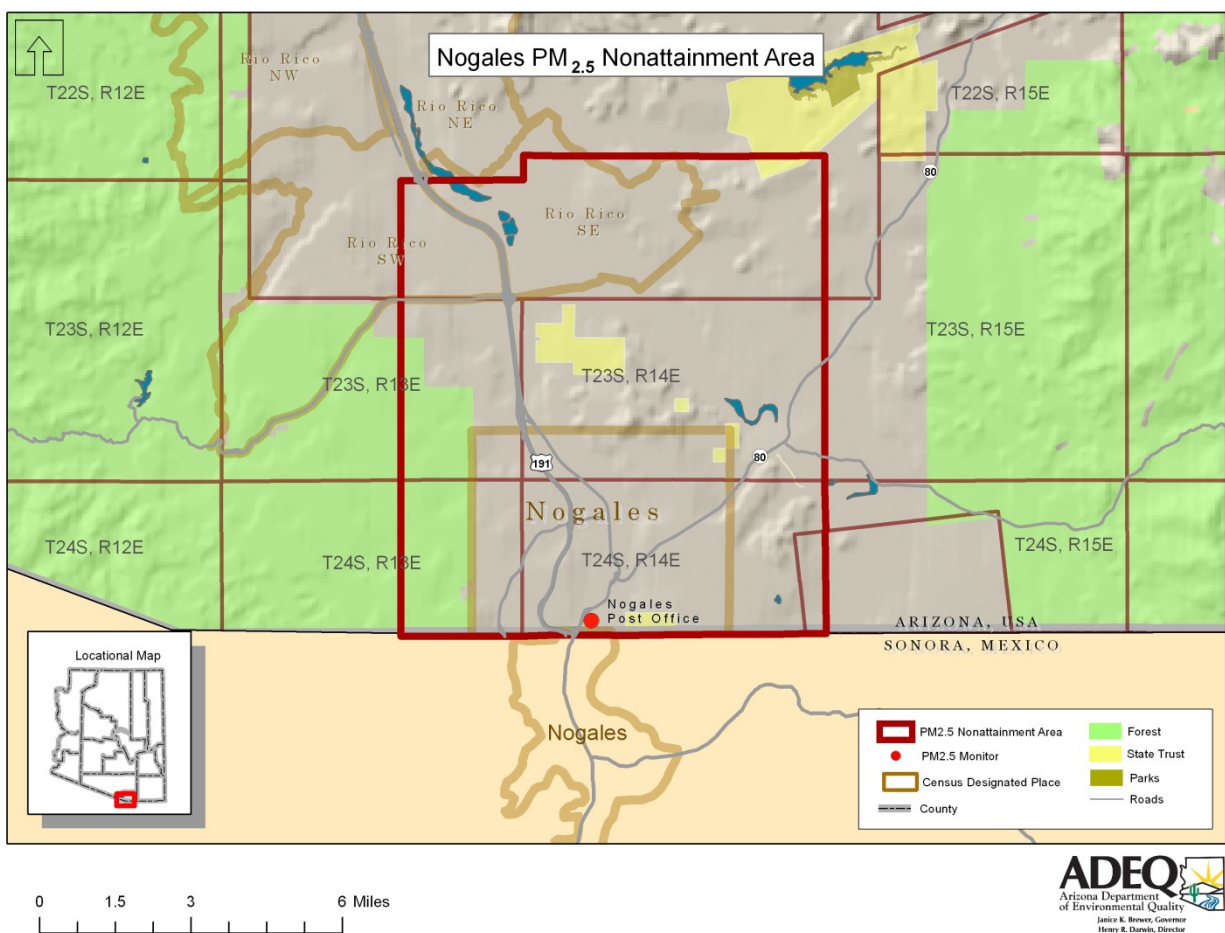 Nogales PM 2.5 Nonattainment Area
Rio Rico
NW
T22S, R12E
Rio Rico
NE
T22S, R15E
80
Rio Rico
SE
Rio Rico
SW
T23S, R12E
T23S, R13E
T23S, R14E
T23S, R15E
191
80
Nogales
T24S, R12E
T24S, R13E
T24S, R14E
T24S, R15E
Nogales
Post Office
ARIZONA, USA
SONORA, MEXICO
Nogales
Locational Map
PM2.5 Nonattainment Area
PM2.5 Monitor
Census Designated Place
County
Forest
State Trust
Parks
Roads
0 1.5 3 6 Miles
ADEQ
Arizona Department
of Environmental Quality
Janice K. Brewer, Governor
Henry R. Darwin, Director